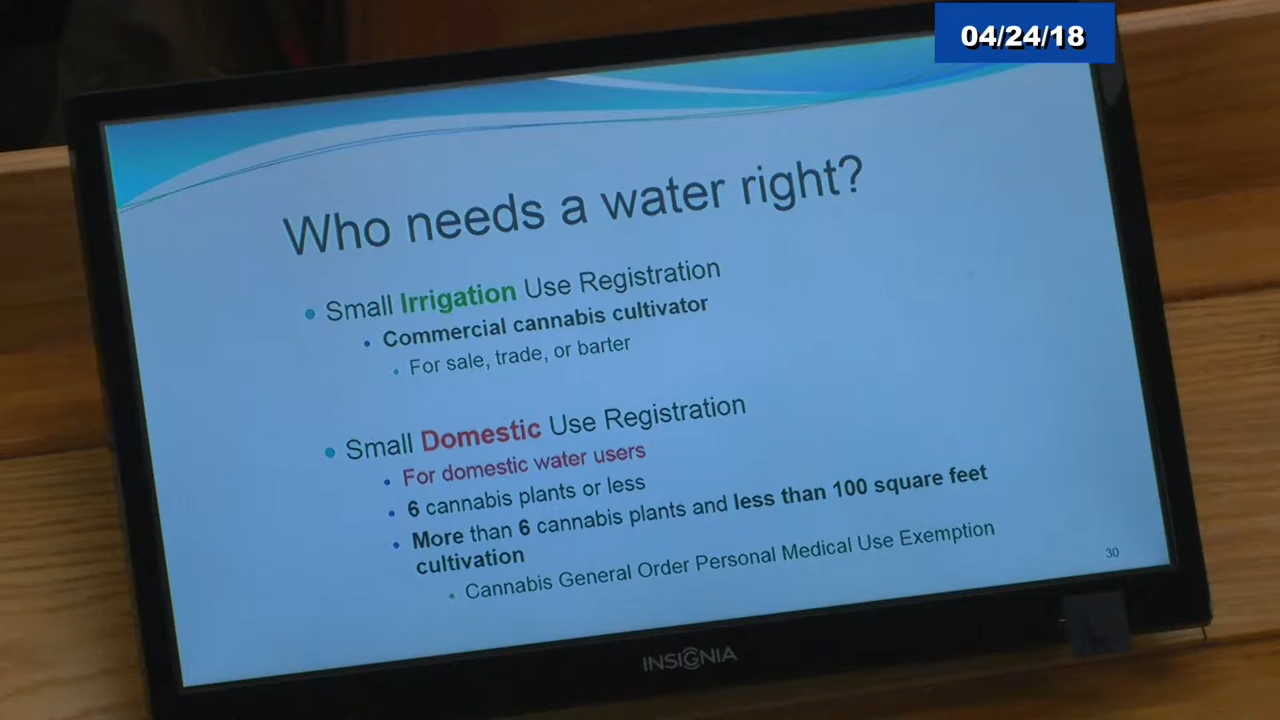 04/24/18
Who needs a water right?
• Small Irrigation Use Registration
• Commercial cannabis cultivator
• For sale, trade, or barter
• Small Domestic Use Registration
• For domestic water users
• 6 cannabis plants or less
• More than 6 cannabis plants and less than 100 square feet
cultivation
• Cannabis General Order Personal Medical Use Exemption
30
INSIGNIA